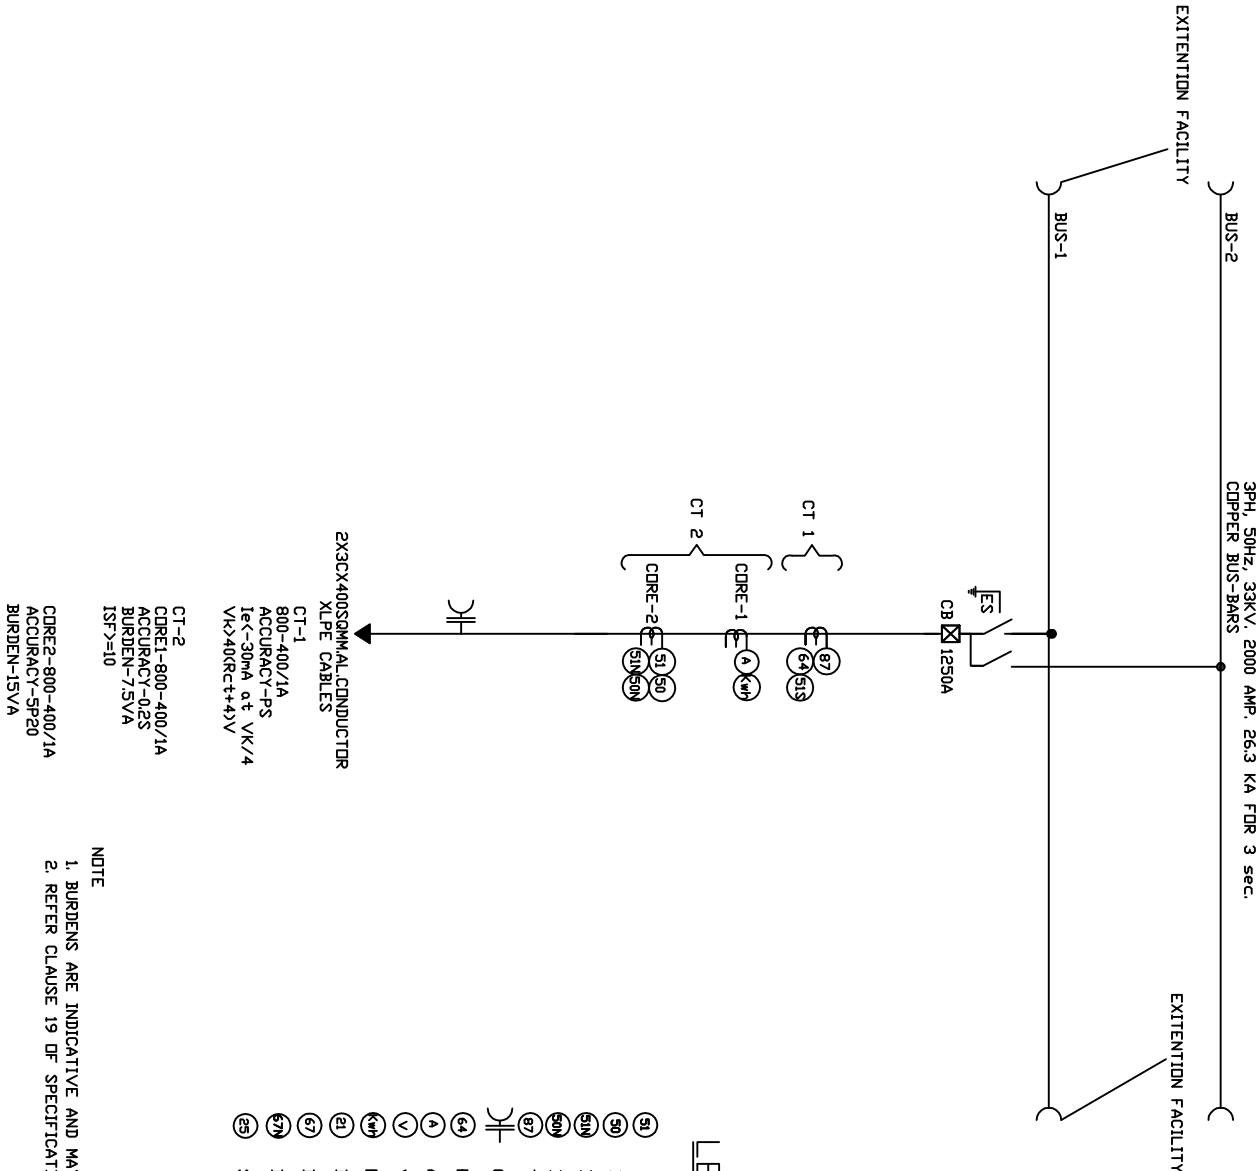 3PH, 50Hz, 33KV. 2000 AMP. 26.3 KA FOR 3 sec.
COPPER BUS-BARS
EXITENTION FACILITY
BUS-2
EXITENTION FACILITY
BUS-1
ES
CB
1250A
CT 1
87
64
51S
CT 2
CORE-1
A
Kwh
CORE-2
51
50
51N
50N
2X3CX400SQMM.AL.CONDUCTOR
XLPE CABLES
CT-1
800-400/1A
ACCURACY-PS
Ie<-30mA at VK/4
Vk>40(Rct+4)V
CT-2
CORE1-800-400/1A
ACCURACY-0.2S
BURDEN-7.5VA
ISF>=10
CORE2-800-400/1A
ACCURACY-5P20
BURDEN-15VA
NOTE
1. BURDENS ARE INDICATIVE AND
2. REFER CLAUSE 19 OF
51
50
51N
50N
87
64
A
V
Kwh
21
67
67N
25